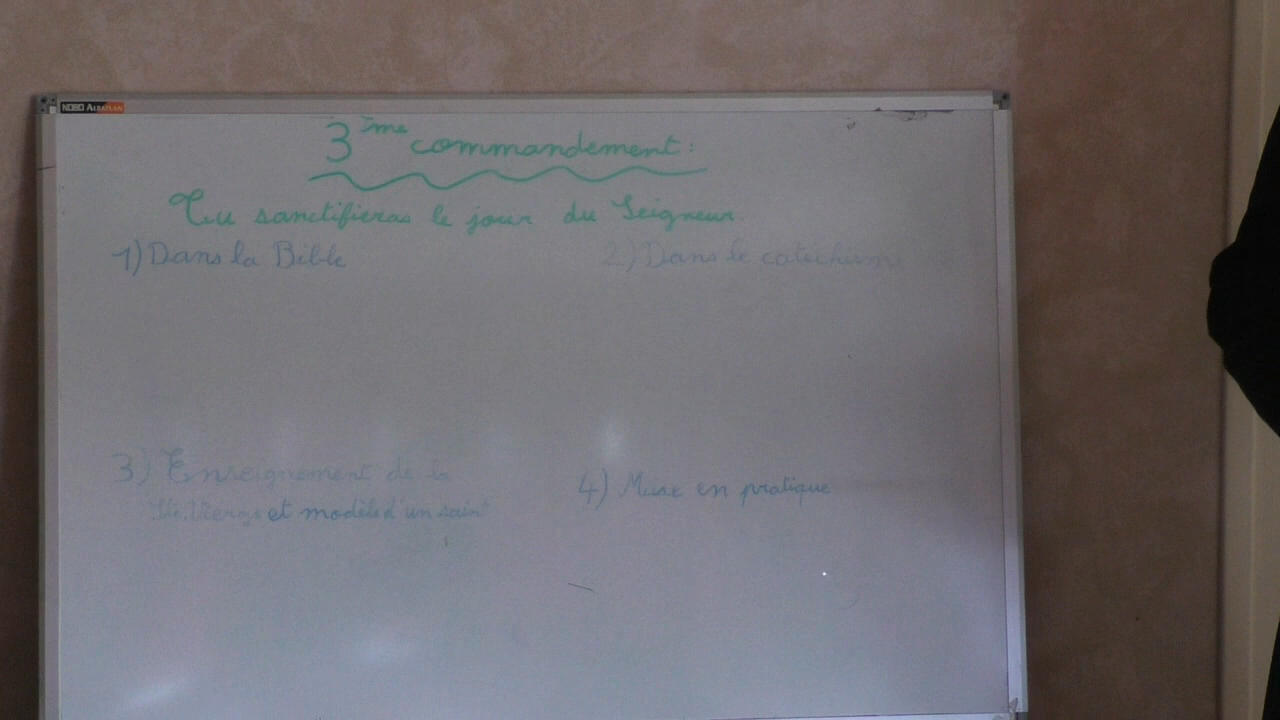 NOBO ALBAPLAN
3ème commandement :
Tu sanctifieras le jour du Seigneur.
1) Dans la Bible
2) Dans le catéchisme
3) Enseignement de la
Ste Vierge et modèle d'un saint
4) Mise en pratique